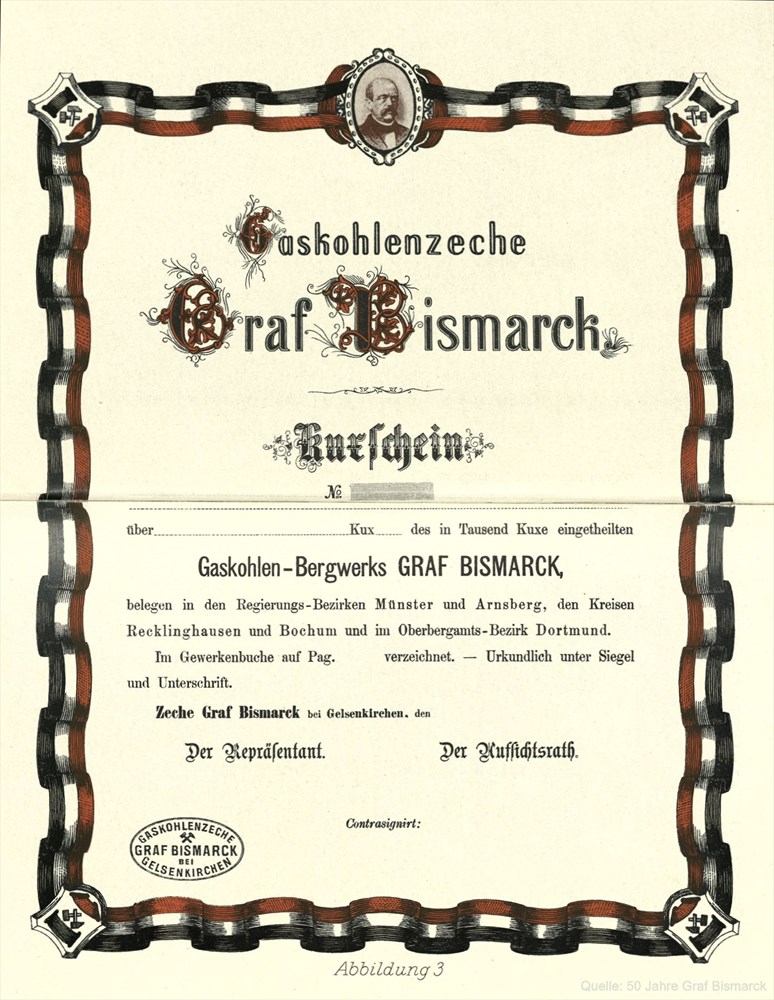 Gaskohlenzeche
Graf Bismarck.
Kuxschein
№
über Kux des in Tausend Kuxe eingetheilten
Gaskohlen-Bergwerks GRAF BISMARCK,
belegen in den Regierungs-Bezirken Münster und Arnsberg, den Kreisen
Recklinghausen und Bochum und im Oberbergamts-Bezirk Dortmund.
Im Gewerkenbuche auf Pag. verzeichnet. — Urkundlich unter Siegel
und Unterschrift.
Zeche Graf Bismarck bei Gelsenkirchen, den
Der Repräsentant. Der Aufsichtsrath.
Contrasignirt:
GASKOHLENZECHE
GRAF BISMARCK
BEI
GELSENKIRCHEN
Abbildung 3
Quelle: 50 Jahre Graf Bismarck